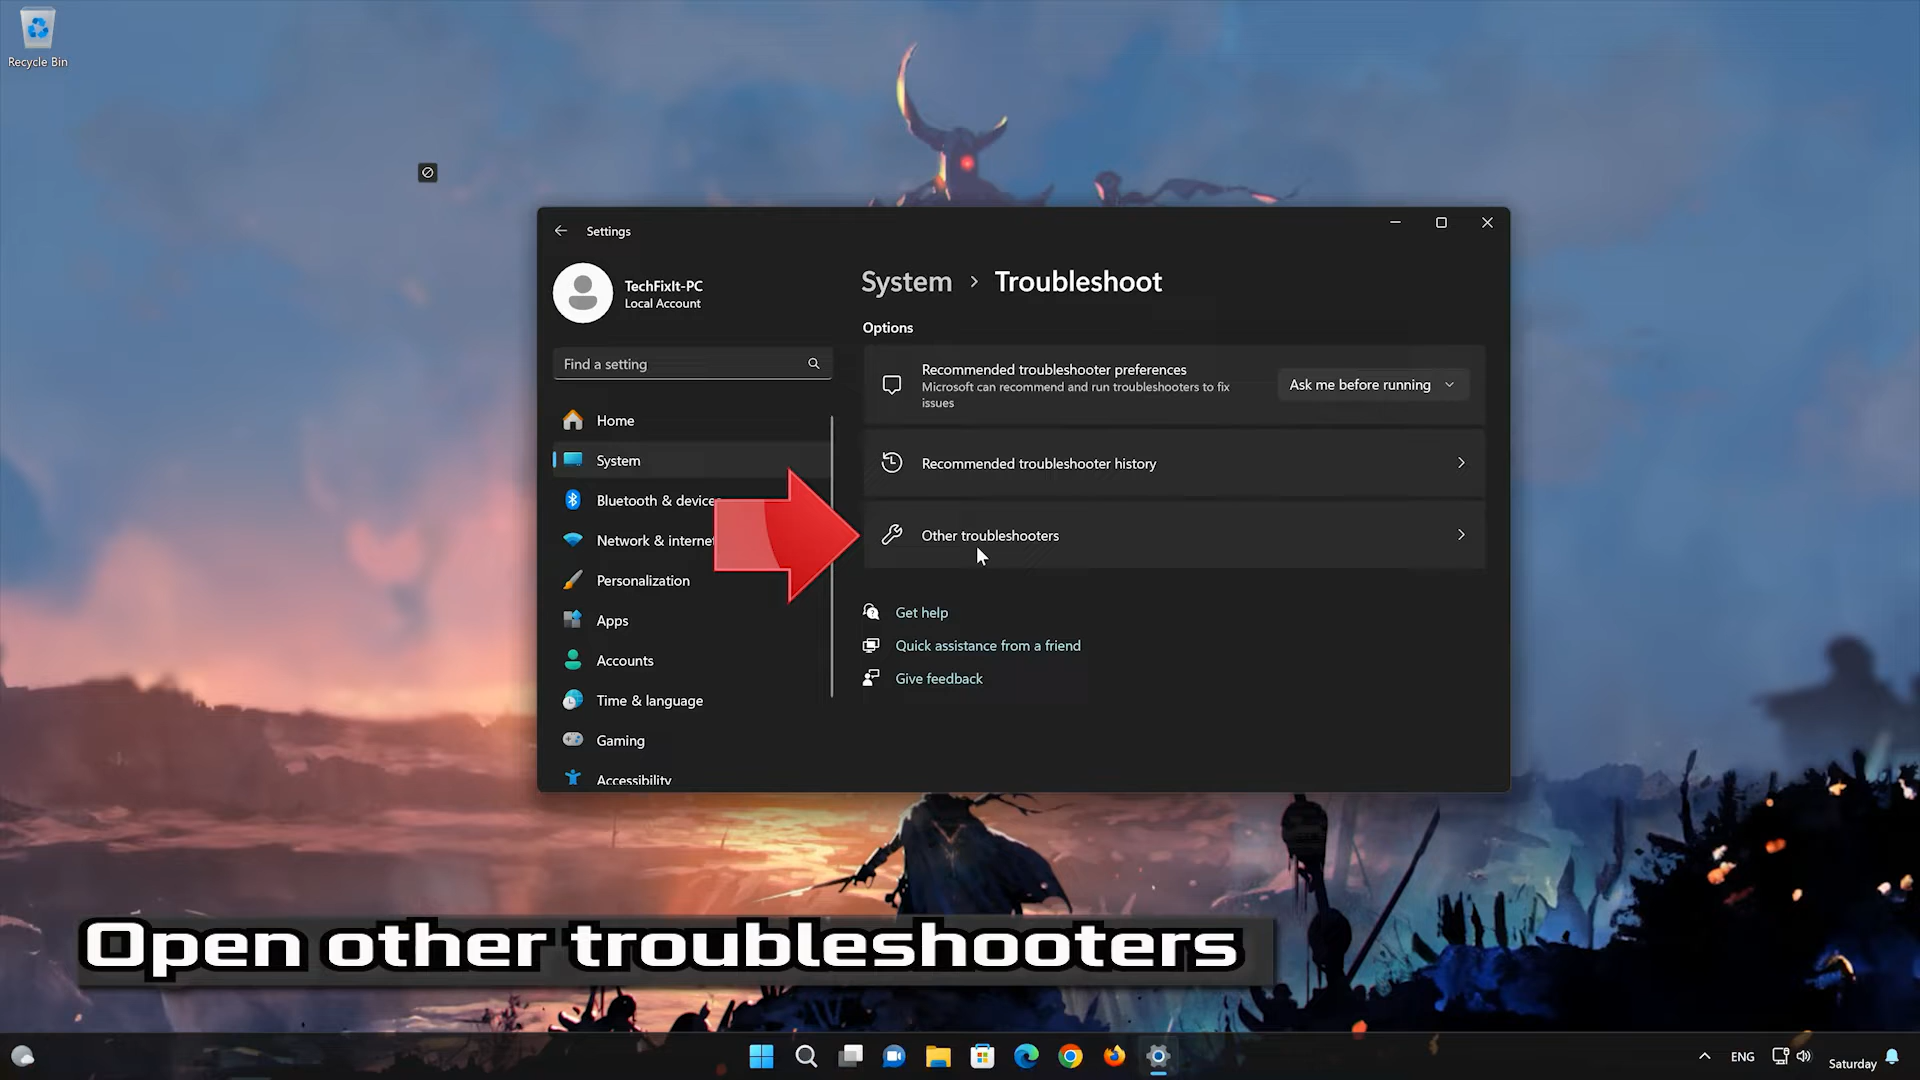 Recycle Bin
Settings
TechFixIt-PC
Local Account
Find a setting
Home
System
Bluetooth & devices
Network & internet
Personalization
Apps
Accounts
Time & language
Gaming
Accessibility
System > Troubleshoot
Options
Recommended troubleshooter preferences
Microsoft can recommend and run troubleshooters to fix
issues
Ask me before running
Recommended troubleshooter history
Other troubleshooters
Get help
Quick assistance from a friend
Give feedback
Open other troubleshooters
ENG
Saturday